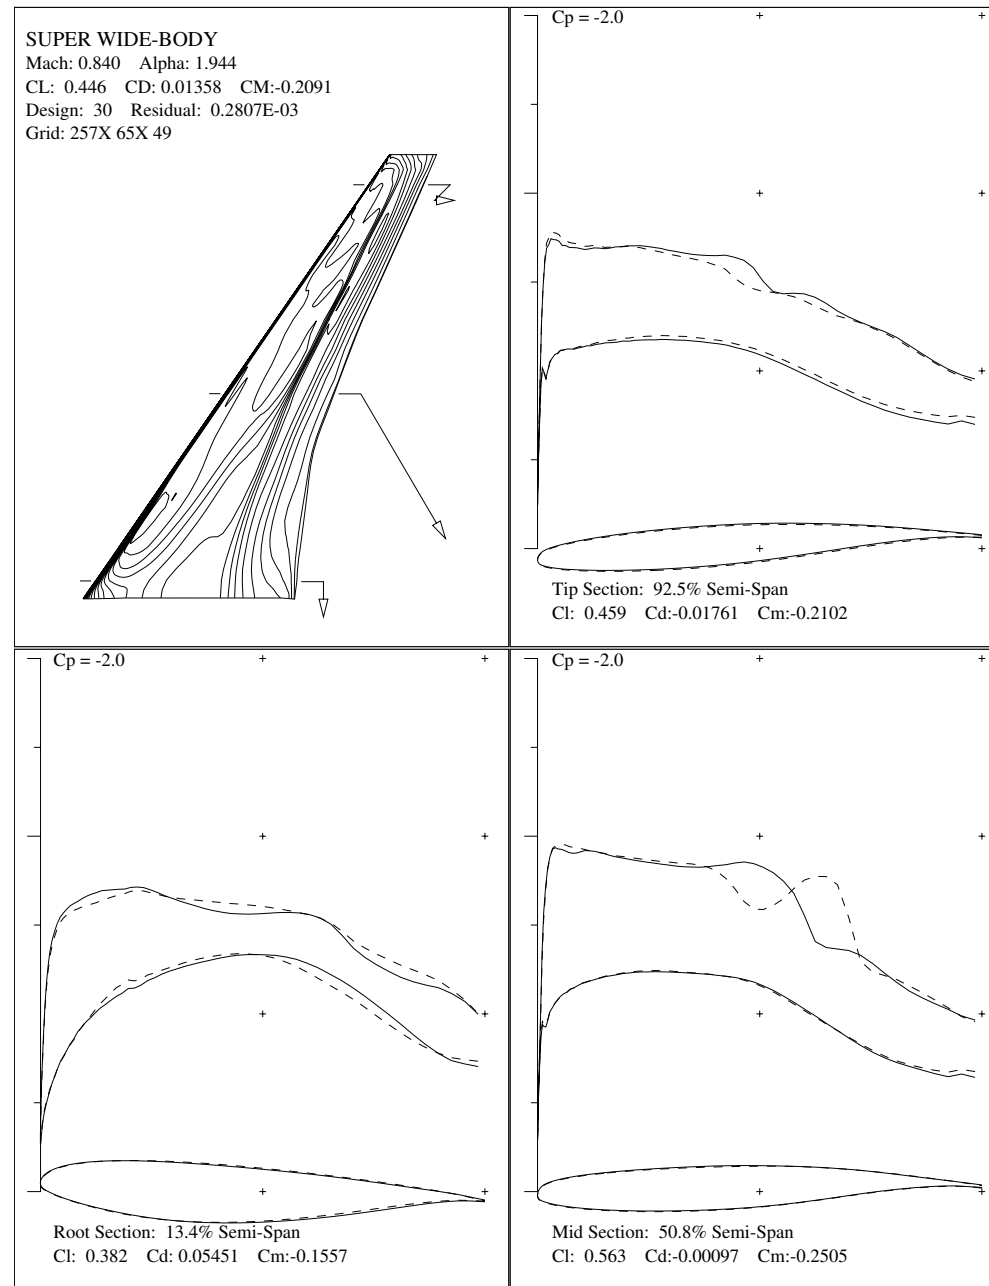 SUPER WIDE-BODY
Mach: 0.840 Alpha: 1.944
CL: 0.446 CD: 0.01358 CM:-0.2091
Design: 30 Residual: 0.2807E-03
Grid: 257X 65X 49
Cp = -2.0
Tip Section: 92.5% Semi-Span
Cl: 0.459 Cd:-0.01761 Cm:-0.2102
Cp = -2.0
Root Section: 13.4% Semi-Span
Cl: 0.382 Cd: 0.05451 Cm:-0.1557
Cp = -2.0
Mid Section: 50.8% Semi-Span
Cl: 0.563 Cd:-0.00097 Cm:-0.2505